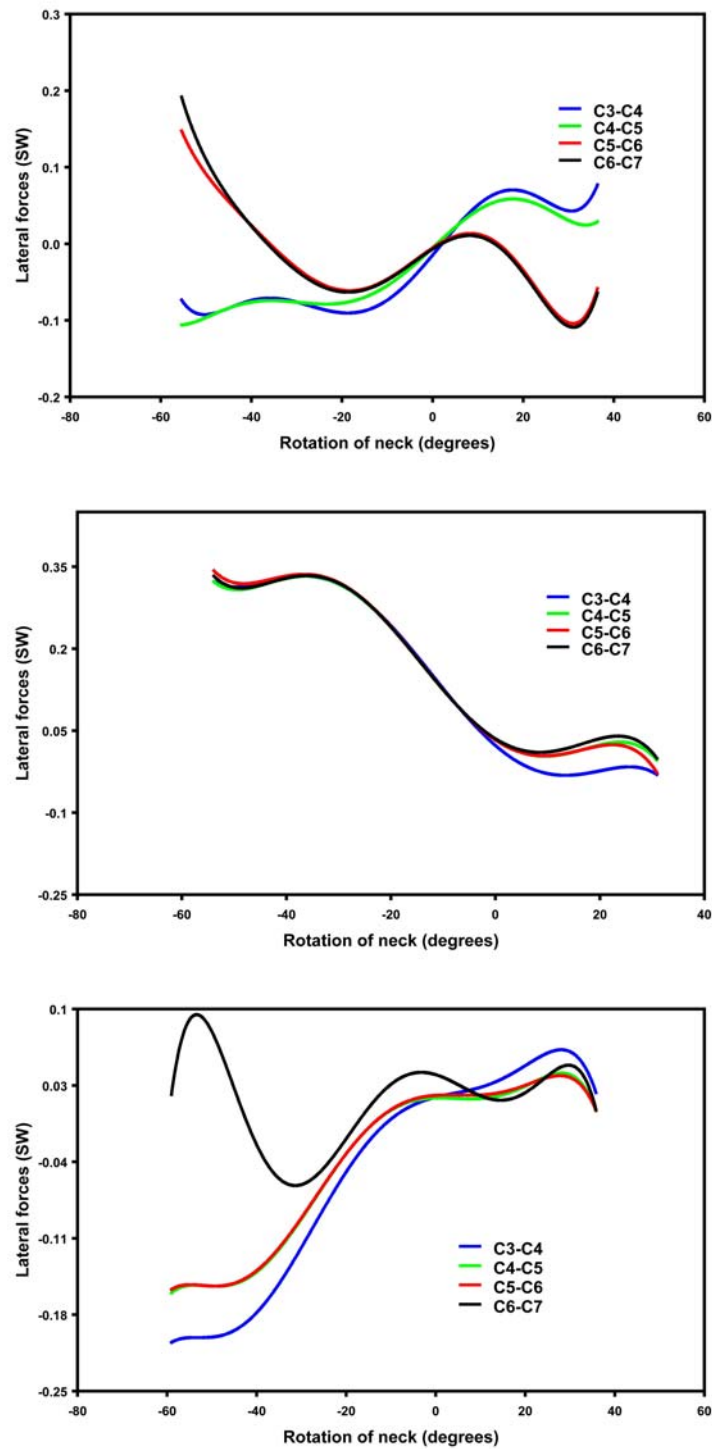 0.3
0.2
0.1
0.0
-0.1
-0.2
Lateral forces (SW)
C3-C4
C4-C5
C5-C6
C6-C7
-80 -60 -40 -20 0 20 40 60
Rotation of neck (degrees)
0.35
0.2
0.05
-0.1
-0.25
Lateral forces (SW)
C3-C4
C4-C5
C5-C6
C6-C7
-80 -60 -40 -20 0 20 40
Rotation of neck (degrees)
0.1
0.03
-0.04
-0.11
-0.18
-0.25
Lateral forces (SW)
C3-C4
C4-C5
C5-C6
C6-C7
-80 -60 -40 -20 0 20 40 60
Rotation of neck (degrees)